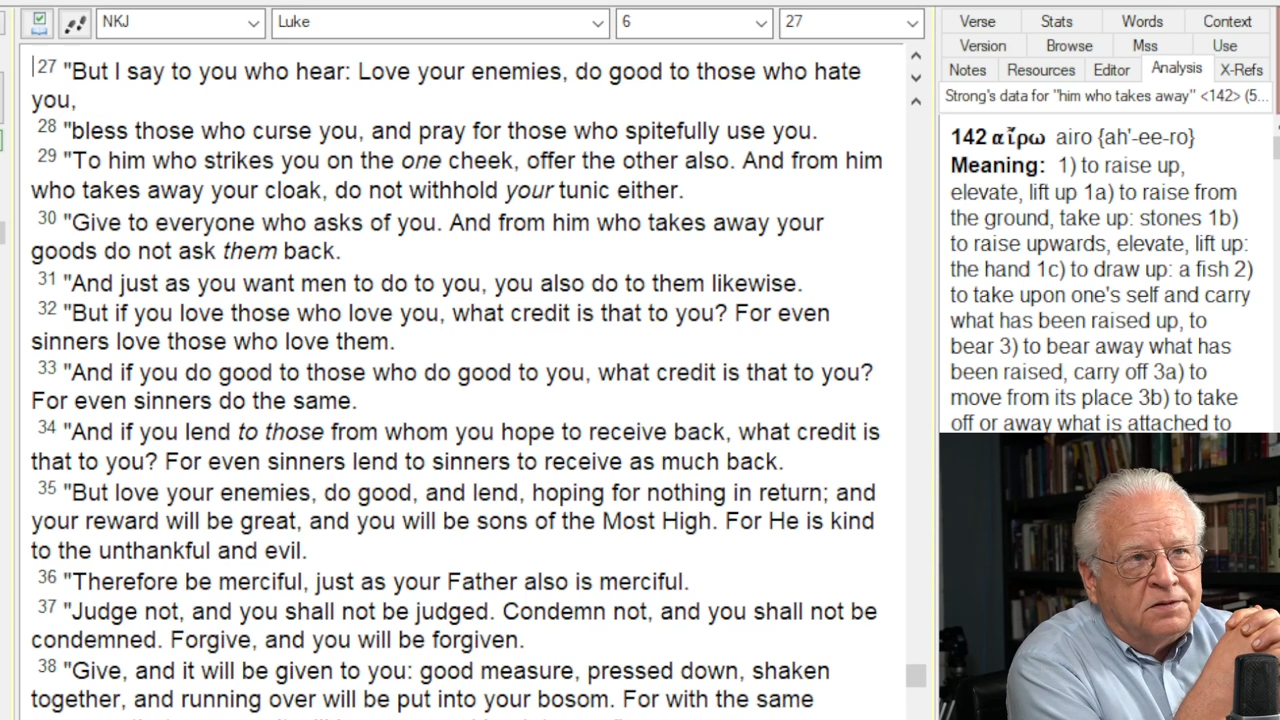 NKJ Luke 6 27
27 "But I say to you who hear: Love your enemies, do good to those who hate
you,
28 "bless those who curse you, and pray for those who spitefully use you.
29 "To him who strikes you on the one cheek, offer the other also. And from him
who takes away your cloak, do not withhold your tunic either.
30 "Give to everyone who asks of you. And from him who takes away your
goods do not ask them back.
31 "And just as you want men to do to you, you also do to them likewise.
32 "But if you love those who love you, what credit is that to you? For even
sinners love those who love them.
33 "And if you do good to those who do good to you, what credit is that to you?
For even sinners do the same.
34 "And if you lend to those from whom you hope to receive back, what credit is
that to you? For even sinners lend to sinners to receive as much back.
35 "But love your enemies, do good, and lend, hoping for nothing in return; and
your reward will be great, and you will be sons of the Most High. For He is kind
to the unthankful and evil.
36 "Therefore be merciful, just as your Father also is merciful.
37 "Judge not, and you shall not be judged. Condemn not, and you shall not be
condemned. Forgive, and you will be forgiven.
38 "Give, and it will be given to you: good measure, pressed down, shaken
together, and running over will be put into your bosom. For with the same
Verse Stats Words Context
Version Browse Mss Use
Notes Resources Editor Analysis X-Refs
Strong's data for "him who takes away" <142> (5...
142 αἴρω airo {ah'-ee-ro}
Meaning: 1) to raise up,
elevate, lift up 1a) to raise from
the ground, take up: stones 1b)
to raise upwards, elevate, lift up:
the hand 1c) to draw up: a fish 2)
to take upon one's self and carry
what has been raised up, to
bear 3) to bear away what has
been raised, carry off 3a) to
move from its place 3b) to take
off or away what is attached to